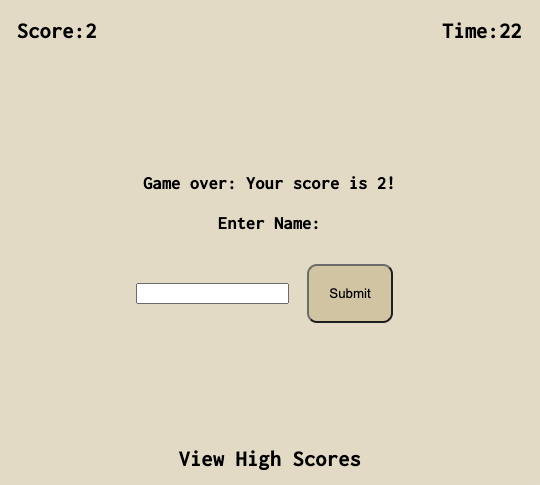 Score:2 Time:22
Game over: Your score is 2!
Enter Name:
Submit
View High Scores